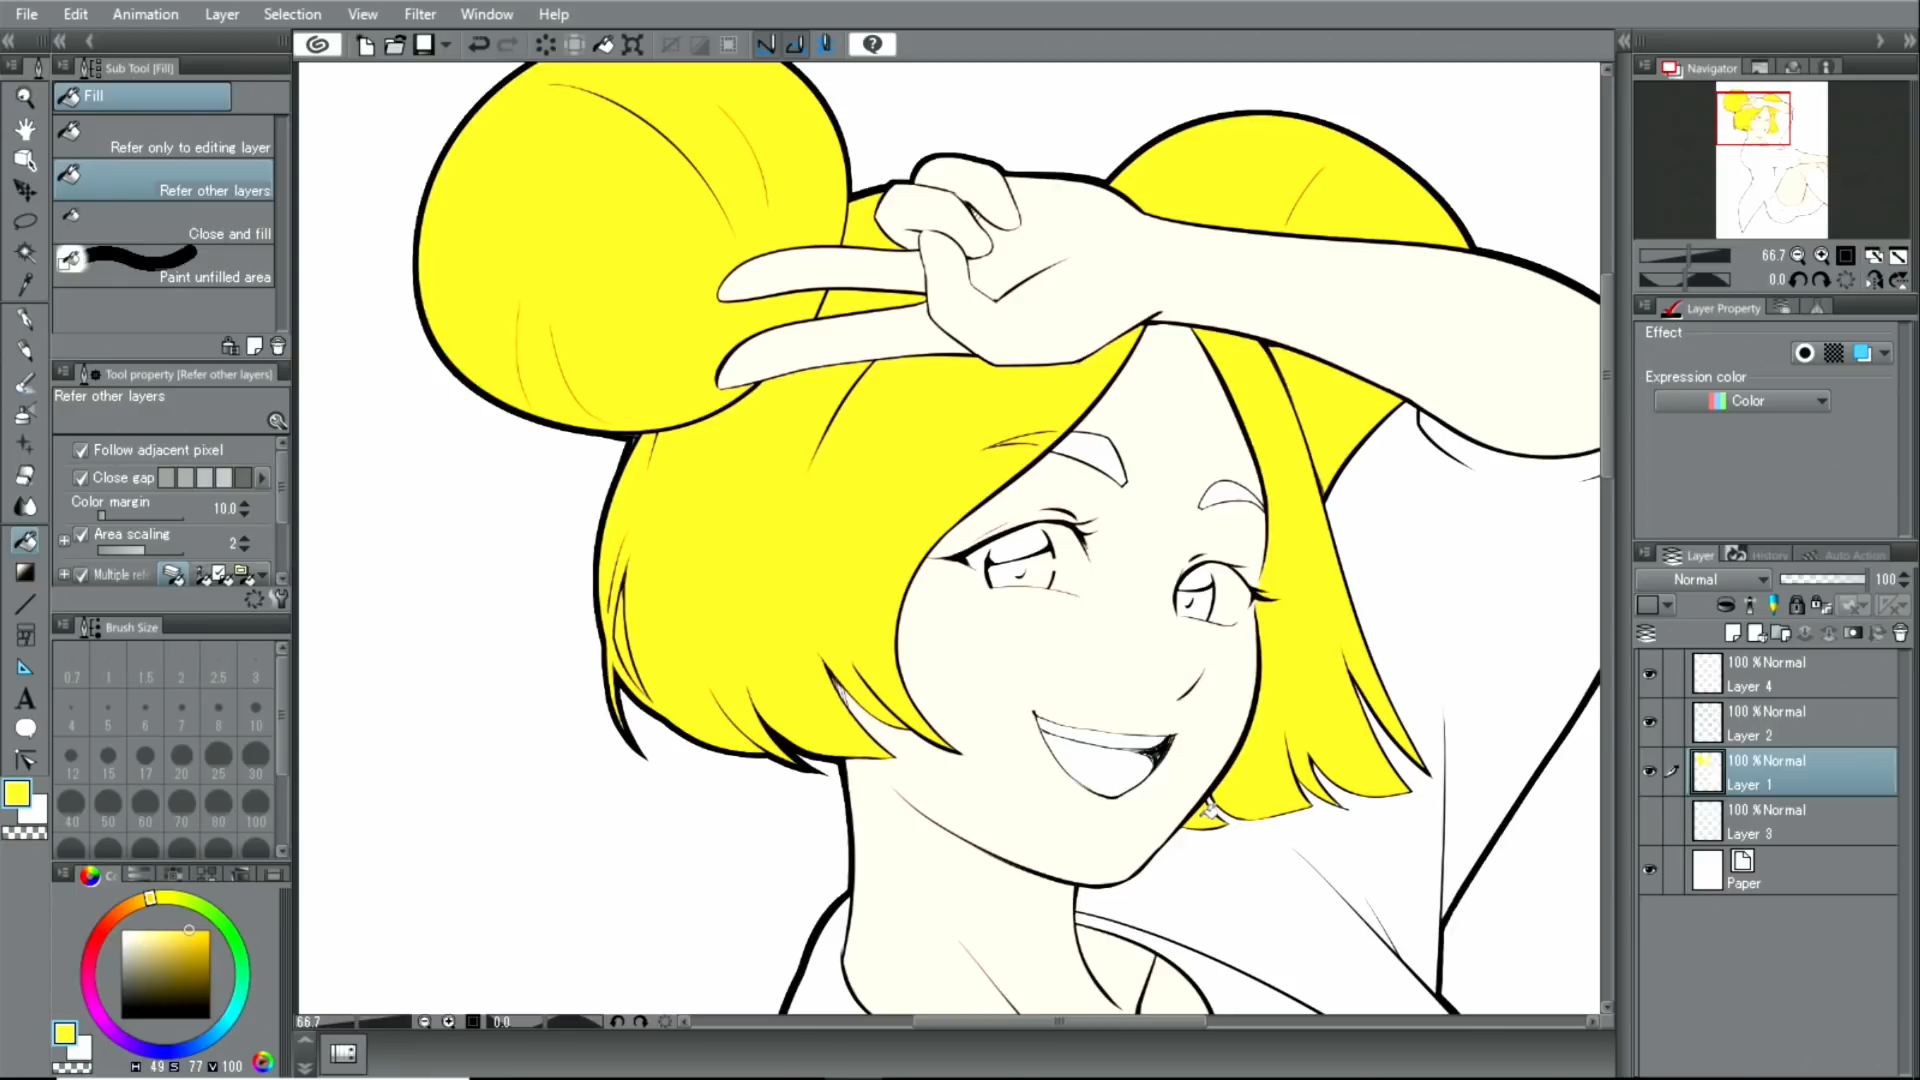 File Edit Animation Layer Selection View Filter Window Help
Sub Tool [Fill]
Fill
Refer only to editing layer
Refer other layers
Close and fill
Paint unfilled area
Tool property [Refer other layers]
Refer other layers
Follow adjacent pixel
Close gap
Color margin
10.0
Area scaling
2
Multiple refe
Brush Size
0.7 1 1.5 2 2.5 3
4 5 6 7 8 10
12 15 17 20 25 30
40 50 60 70 80 100
H 49 S 77 V 100
66.7 0.0
Navigator
66.7
0.0
Layer Property
Effect
Expression color
Color
Layer History Auto Action
Normal 100
100 % Normal
Layer 4
100 % Normal
Layer 2
100 % Normal
Layer 1
100 % Normal
Layer 3
Paper